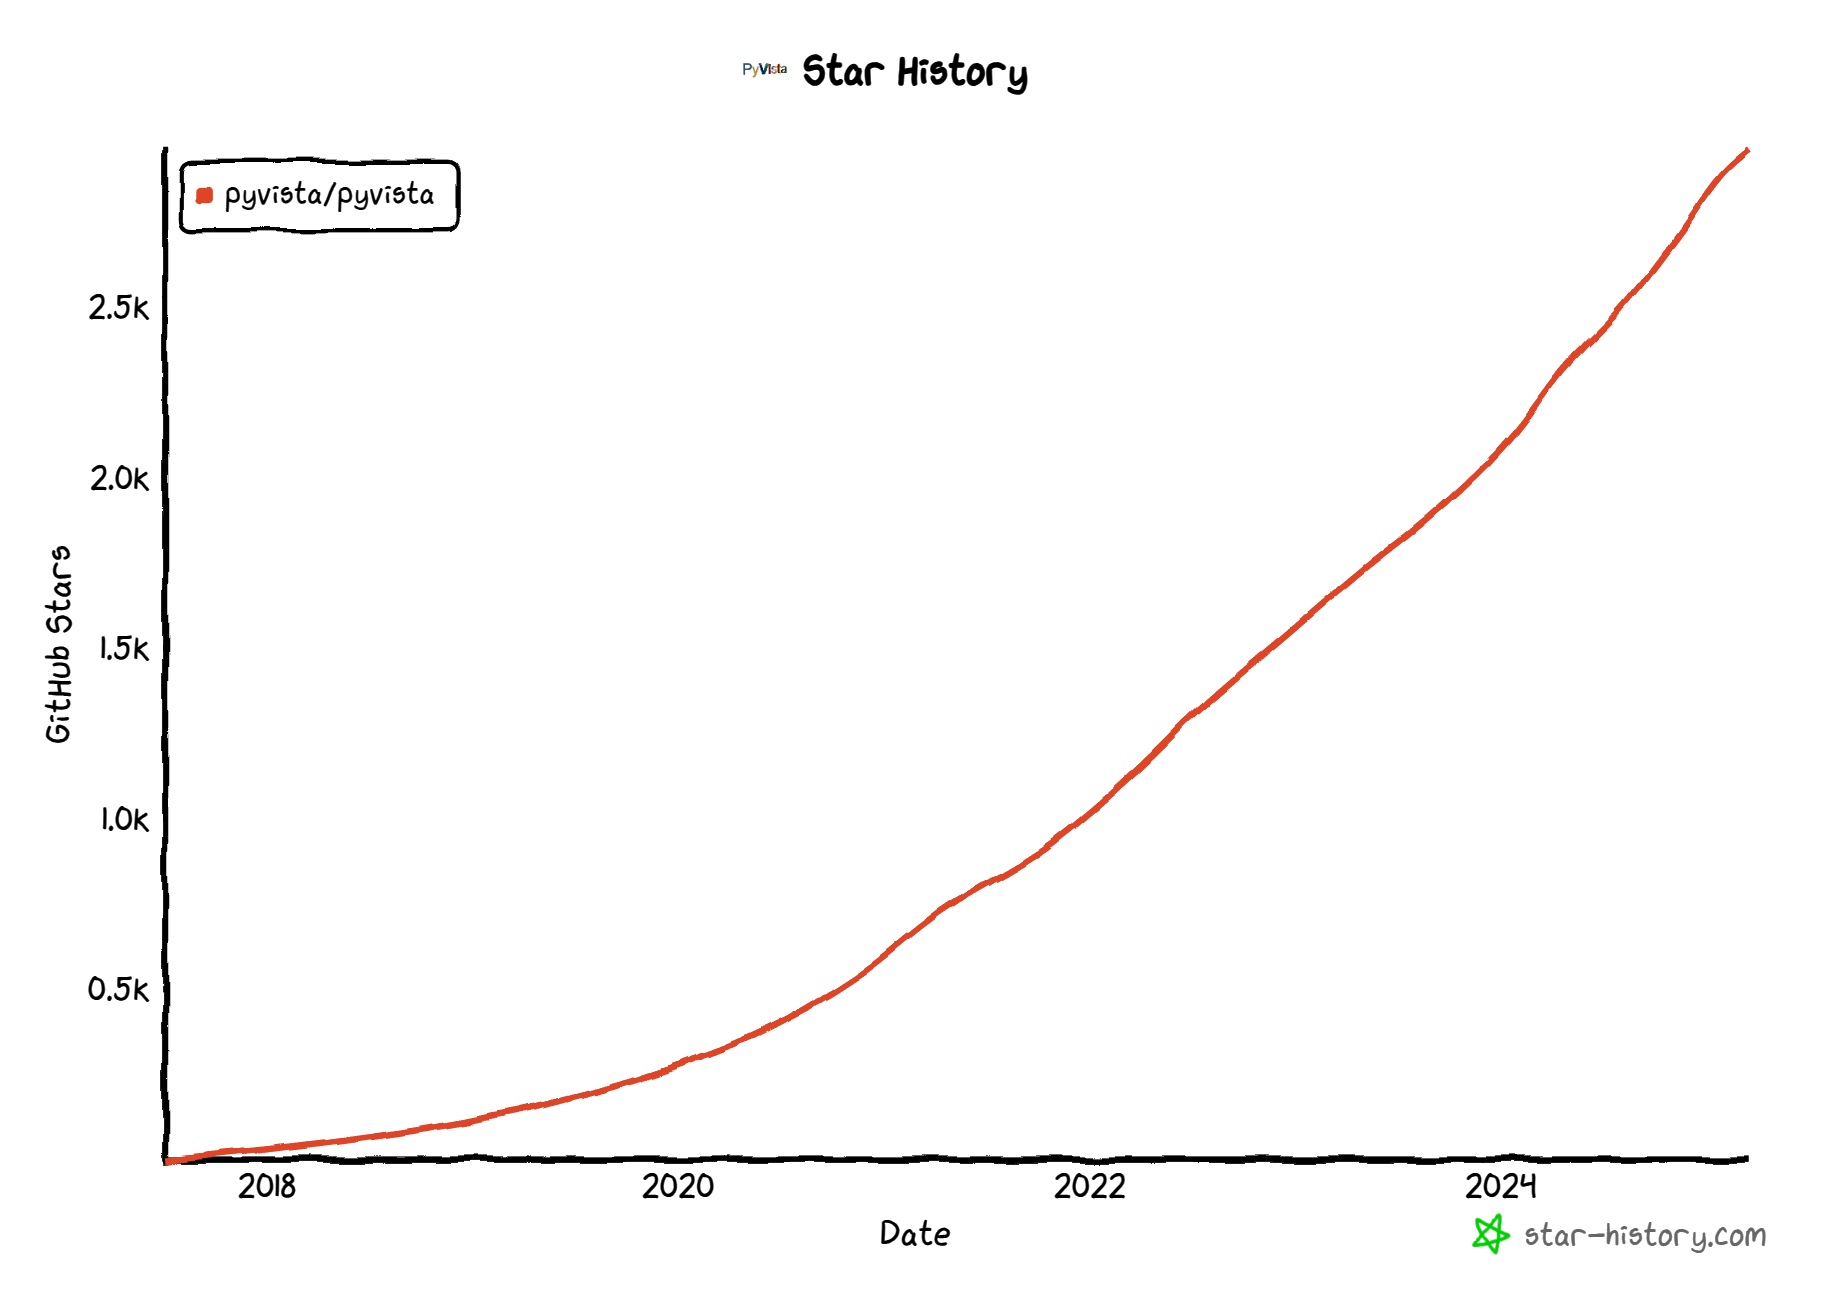 PyVista Star History
pyvista/pyvista
2.5K
2.0K
1.5K
1.0K
0.5K
GitHub Stars
2018 2020 2022 2024
Date
star-history.com